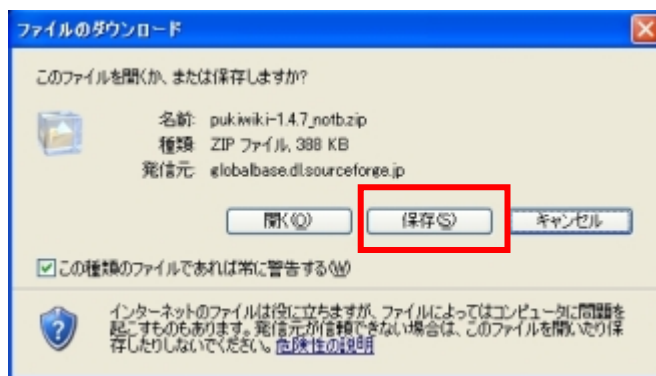 ファイルのダウンロード
このファイルを開くか、または保存しますか?
名前: pukiwiki-1.4.7_notb.zip
種類: ZIP ファイル, 388 KB
発信元: globalbase.dl.sourceforge.jp
開く(O) 保存(S) キャンセル
この種類のファイルであれば常に警告する(W)
インターネットのファイルは役に立ちますが、ファイルによってはコンピュータに問題を
起こすものもあります。発信元が信頼できない場合は、このファイルを開いたり保
存したりしないでください。危険性の説明